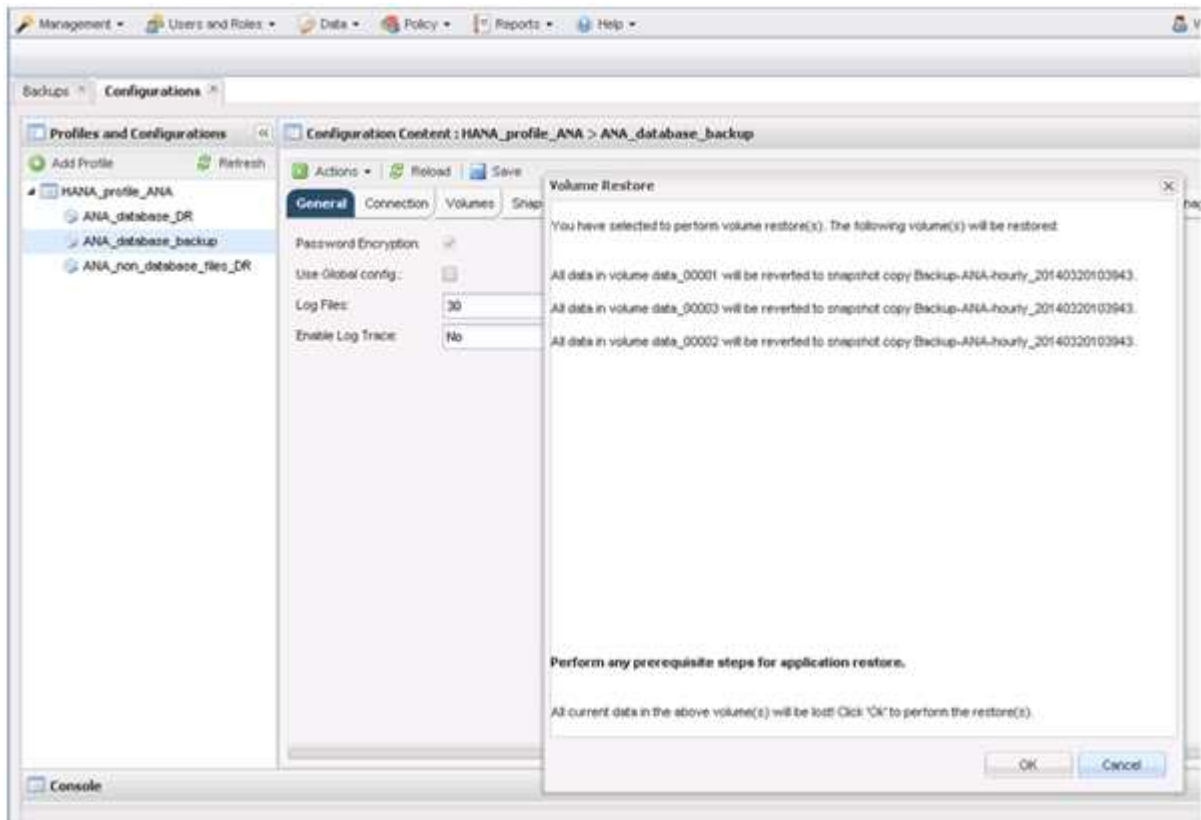 Management Users and Roles Data Policy Reports Help
Backups Configurations
Profiles and Configurations
Add Profile Refresh
HANA_profile_ANA
ANA_database_DR
ANA_database_backup
ANA_non_database_files_DR
Configuration Content : HANA_profile_ANA > ANA_database_backup
Actions Reload Save
General Connection Volumes Snap
Password Encryption:
Use Global config.:
Log Files: 30
Enable Log Trace: No
Volume Restore
You have selected to perform volume restore(s). The following volume(s) will be restored:
All data in volume data_00001 will be reverted to snapshot copy Backup-ANA-hourly_20140320103943.
All data in volume data_00003 will be reverted to snapshot copy Backup-ANA-hourly_20140320103943.
All data in volume data_00002 will be reverted to snapshot copy Backup-ANA-hourly_20140320103943.
Perform any prerequisite steps for application restore.
All current data in the above volume(s) will be lost! Click 'Ok' to perform the restore(s).
OK Cancel
Console